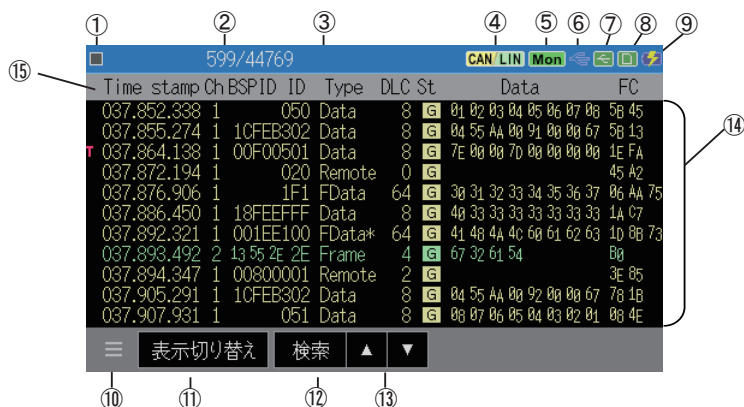 ① ② ③ ④ ⑤ ⑥ ⑦ ⑧ ⑨
599/44769 CAN/LIN Mon
⑮
Time stamp Ch BSPID ID Type DLC St Data FC
037.852.338 1 050 Data 8 G 01 02 03 04 05 06 07 08 5B 45
037.855.274 1 1CFEB302 Data 8 G 04 55 AA 00 91 00 00 67 5B 13
T 037.864.138 1 00F00501 Data 8 G 7E 00 00 7D 00 00 00 00 1E FA
037.872.194 1 020 Remote 0 G 45 A2
037.876.906 1 1F1 FData 64 G 30 31 32 33 34 35 36 37 06 AA 75
037.886.450 1 18FEEFFF Data 8 G 40 33 33 33 33 33 33 33 1A C7
037.892.321 1 001EE100 FData* 64 G 41 48 4A 4C 60 61 62 63 1D 8B 73
037.893.492 2 13 55 2E 2E Frame 4 G 67 32 61 54 B0
037.894.347 1 00800001 Remote 2 G 3E 85
037.905.291 1 1CFEB302 Data 8 G 04 55 AA 00 92 00 00 67 78 1B
037.907.931 1 051 Data 8 G 08 07 06 05 04 03 02 01 08 4E
⑭
☰ 表示切り替え 検索 ▲ ▼
⑩ ⑪ ⑫ ⑬